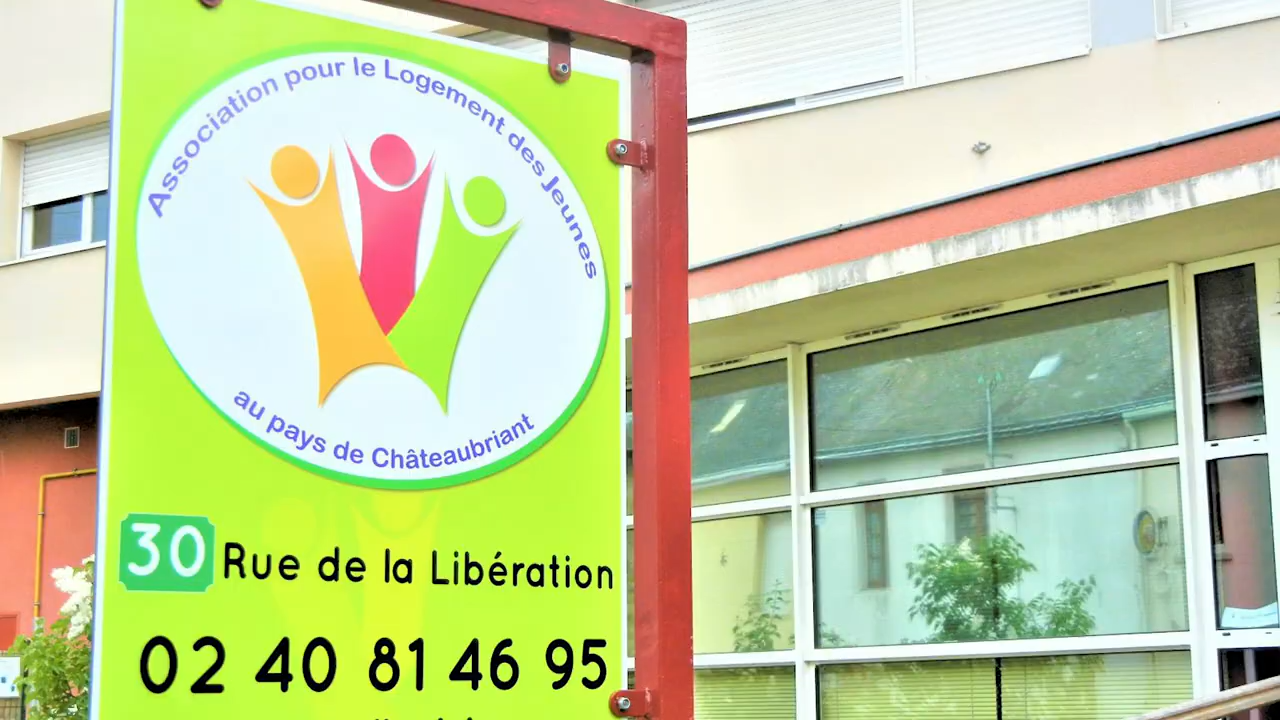 Association pour le Logement des Jeunes
au pays de Châteaubriant
30 Rue de la Libération
02 40 81 46 95